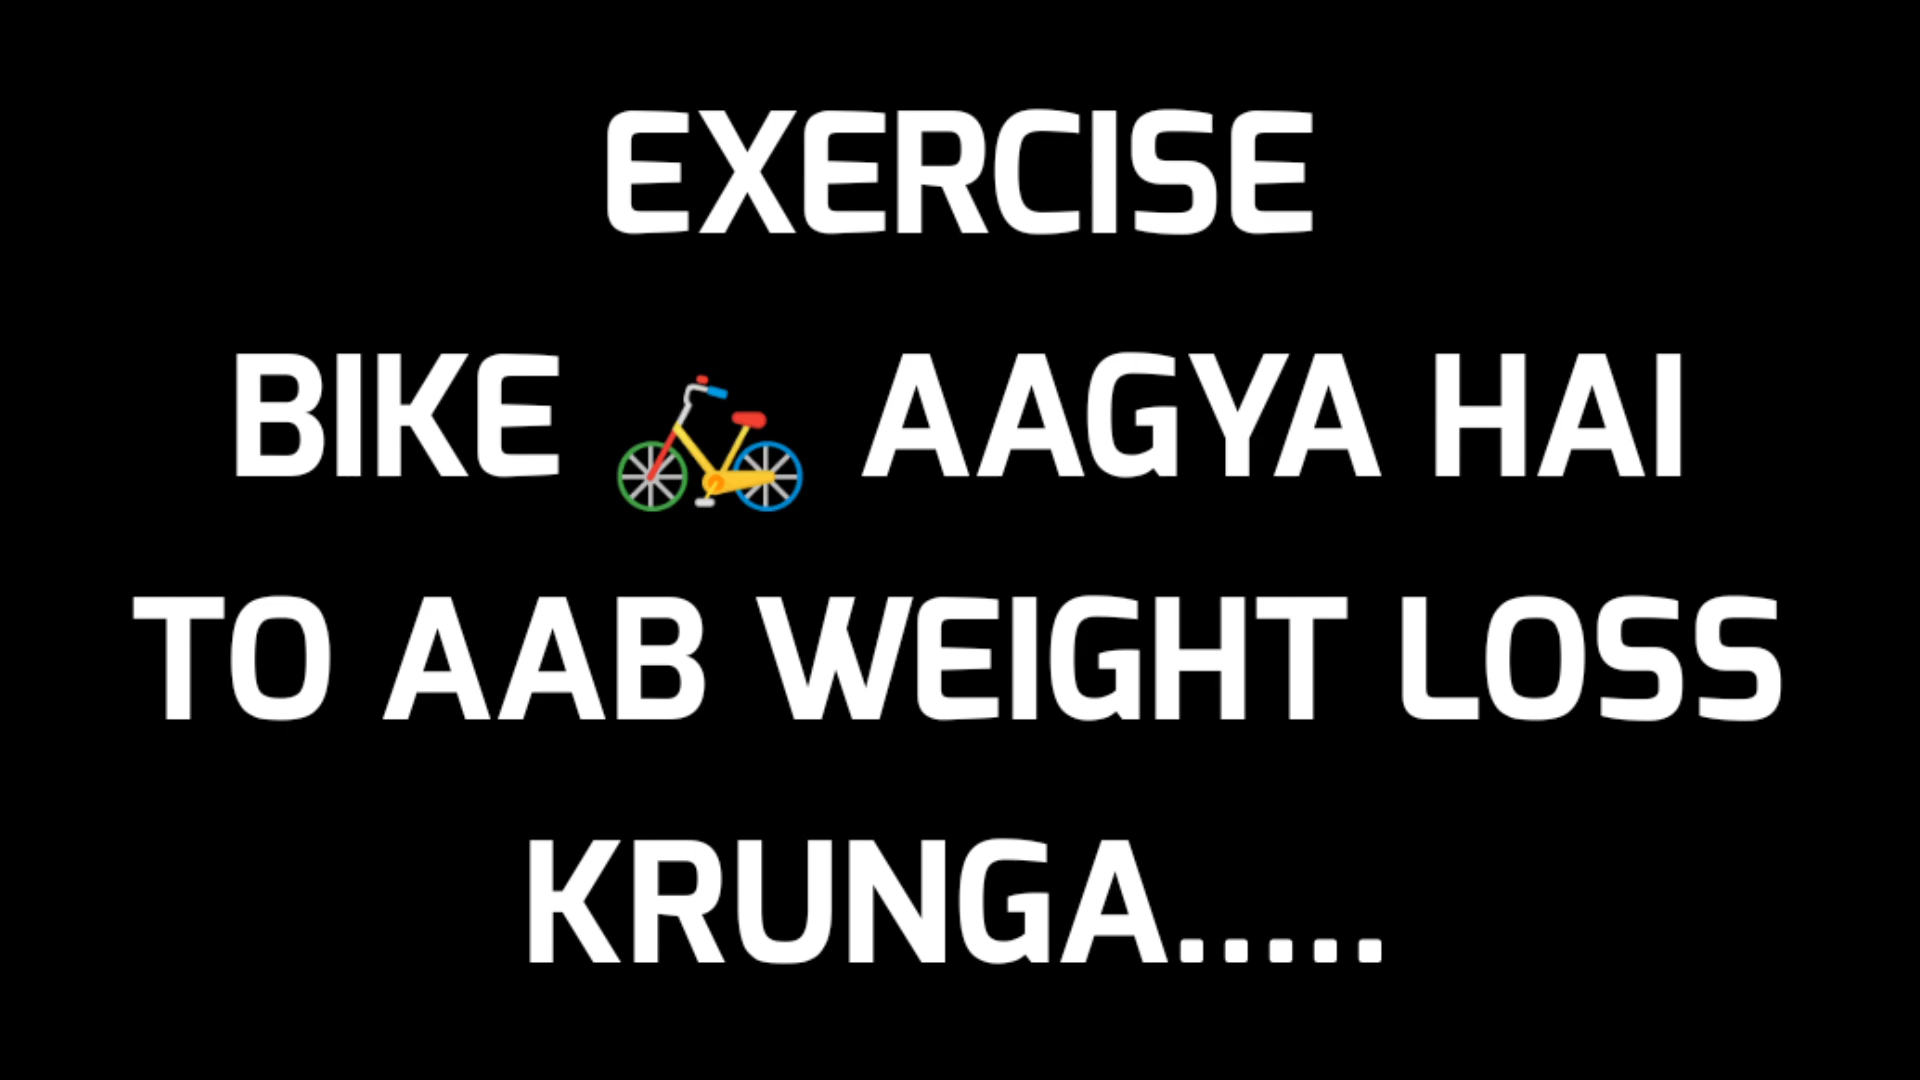 EXERCISE
BIKE 🚲 AAGYA HAI
TO AAB WEIGHT LOSS
KRUNGA.....